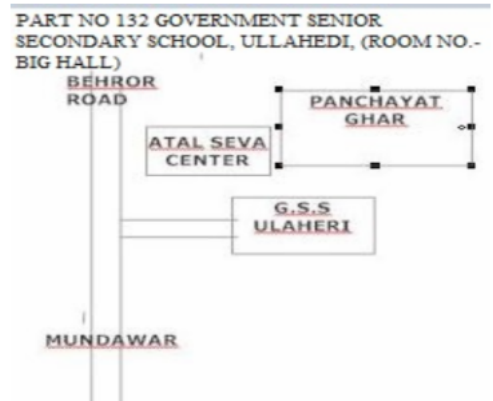 PART NO 132 GOVERNMENT SENIOR
SECONDARY SCHOOL, ULLAHEDI, (ROOM NO.-
BIG HALL)
BEHROR
ROAD
PANCHAYAT
GHAR
ATAL SEVA
CENTER
G.S.S
ULAHERI
MUNDAWAR